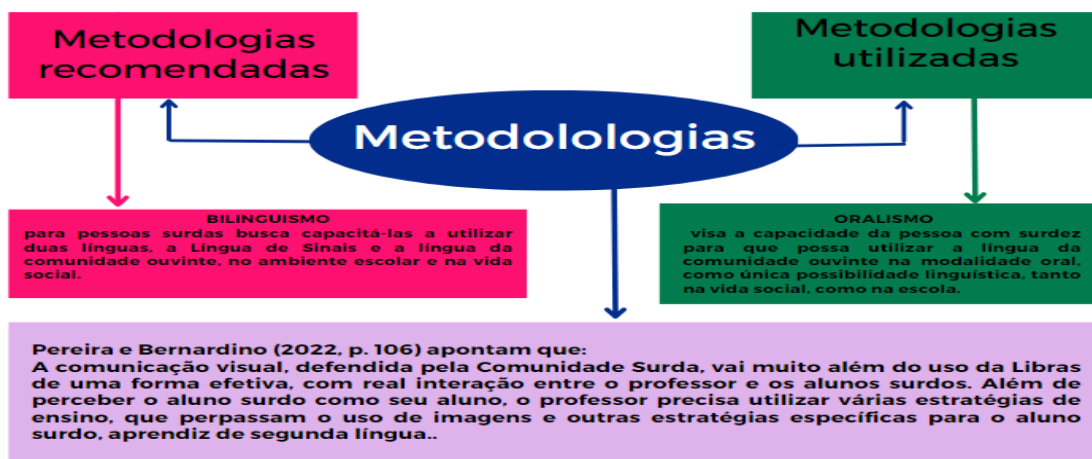 Metodologias
recomendadas
Metodologias
utilizadas
Metodolologias
BILINGUISMO
para pessoas surdas busca capacitá-las a utilizar
duas línguas, a Língua de Sinais e a língua da
comunidade ouvinte, no ambiente escolar e na vida
social.
ORALISMO
visa a capacidade da pessoa com surdez
para que possa utilizar a língua da
comunidade ouvinte na modalidade oral,
como única possibilidade linguística, tanto
na vida social, como na escola.
Pereira e Bernardino (2022, p. 106) apontam que:
A comunicação visual, defendida pela Comunidade Surda, vai muito além do uso da Libras
de uma forma efetiva, com real interação entre o professor e os alunos surdos. Além de
perceber o aluno surdo como seu aluno, o professor precisa utilizar várias estratégias de
ensino, que perpassam o uso de imagens e outras estratégias específicas para o aluno
surdo, aprendiz de segunda língua..